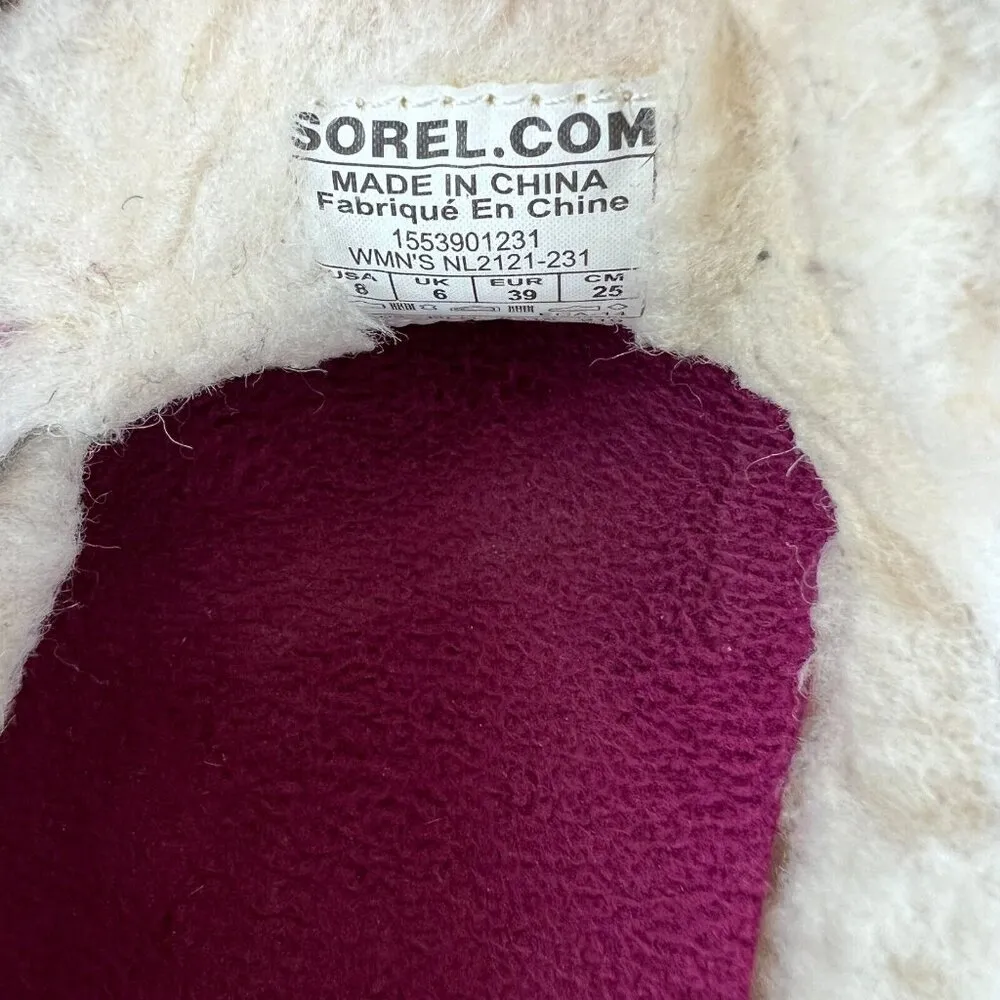 SOREL.COM
MADE IN CHINA
Fabriqué En Chine
1553901231
WMN'S NL2121-231
USA UK EUR CM
8 6 39 25